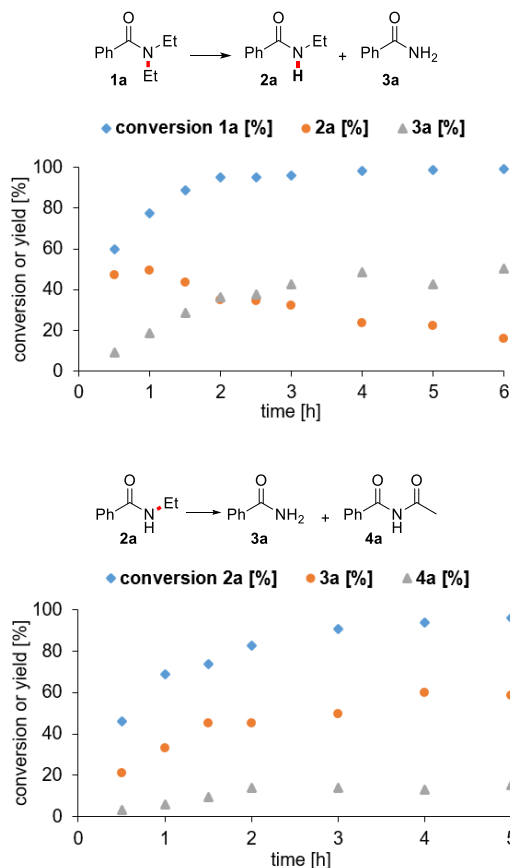 O
Ph
N
Et
Et
1a
O
Ph
N
Et
H
2a
+
O
Ph
NH2
3a
conversion 1a [%] 2a [%] 3a [%]
conversion or yield [%]
100
80
60
40
20
0
0 1 2 3 4 5 6
time [h]
O
Ph
N
H
Et
2a
O
Ph
NH2
3a
+
O O
Ph
N
H
4a
conversion 2a [%] 3a [%] 4a [%]
conversion or yield [%]
100
80
60
40
20
0
0 1 2 3 4 5
time [h]